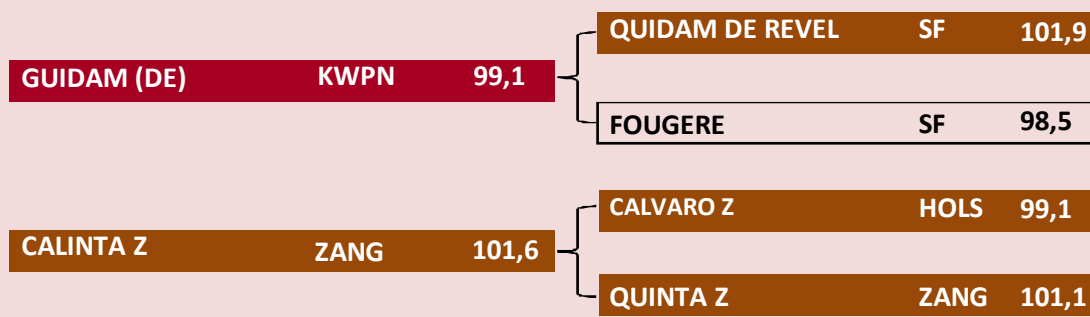 QUIDAM DE REVEL SF 101,9
GUIDAM (DE) KWPN 99,1
FOUGERE SF 98,5
CALVARO Z HOLS 99,1
CALINTA Z ZANG 101,6
QUINTA Z ZANG 101,1